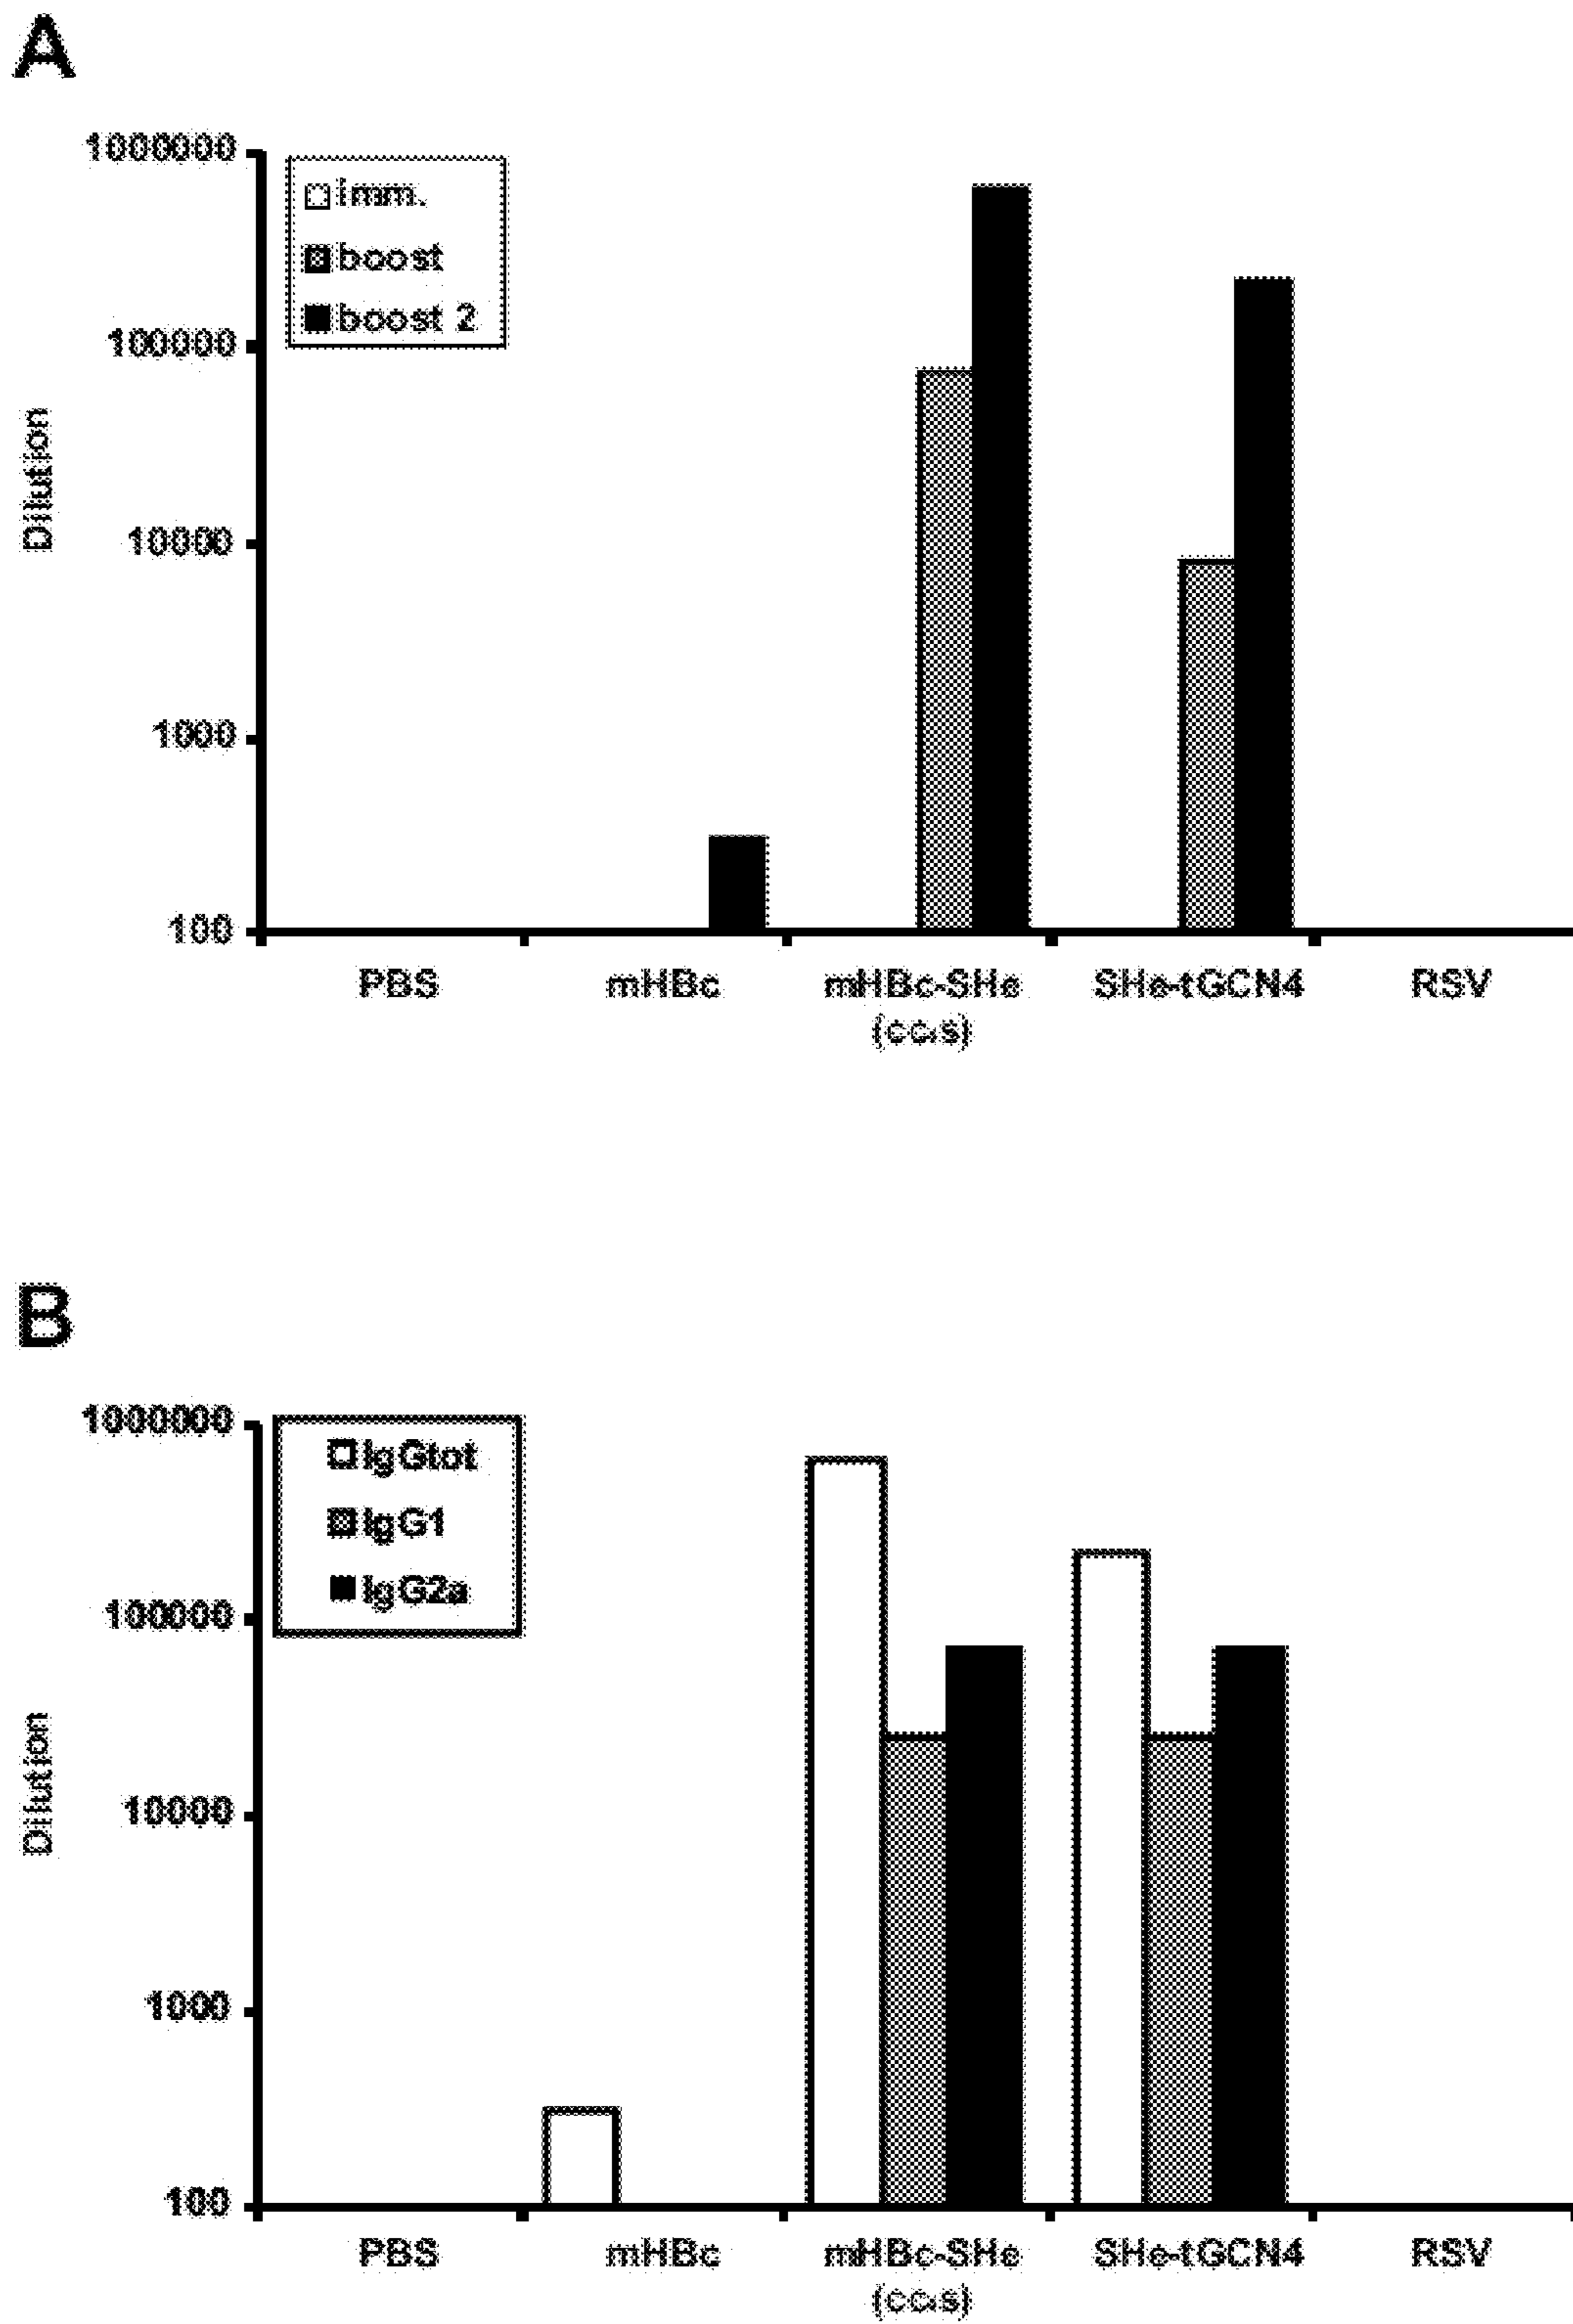 A
1000000
imm.
boost
boost 2
100000
10000
1000
100
Dilution
PBS mHBc mHBc-SHe SHe-tGCN4 RSV
(cc.s)
B
1000000
IgGtot
IgG1
IgG2a
100000
10000
1000
100
Dilution
PBS mHBc mHBc-SHe SHe-tGCN4 RSV
(cc.s)